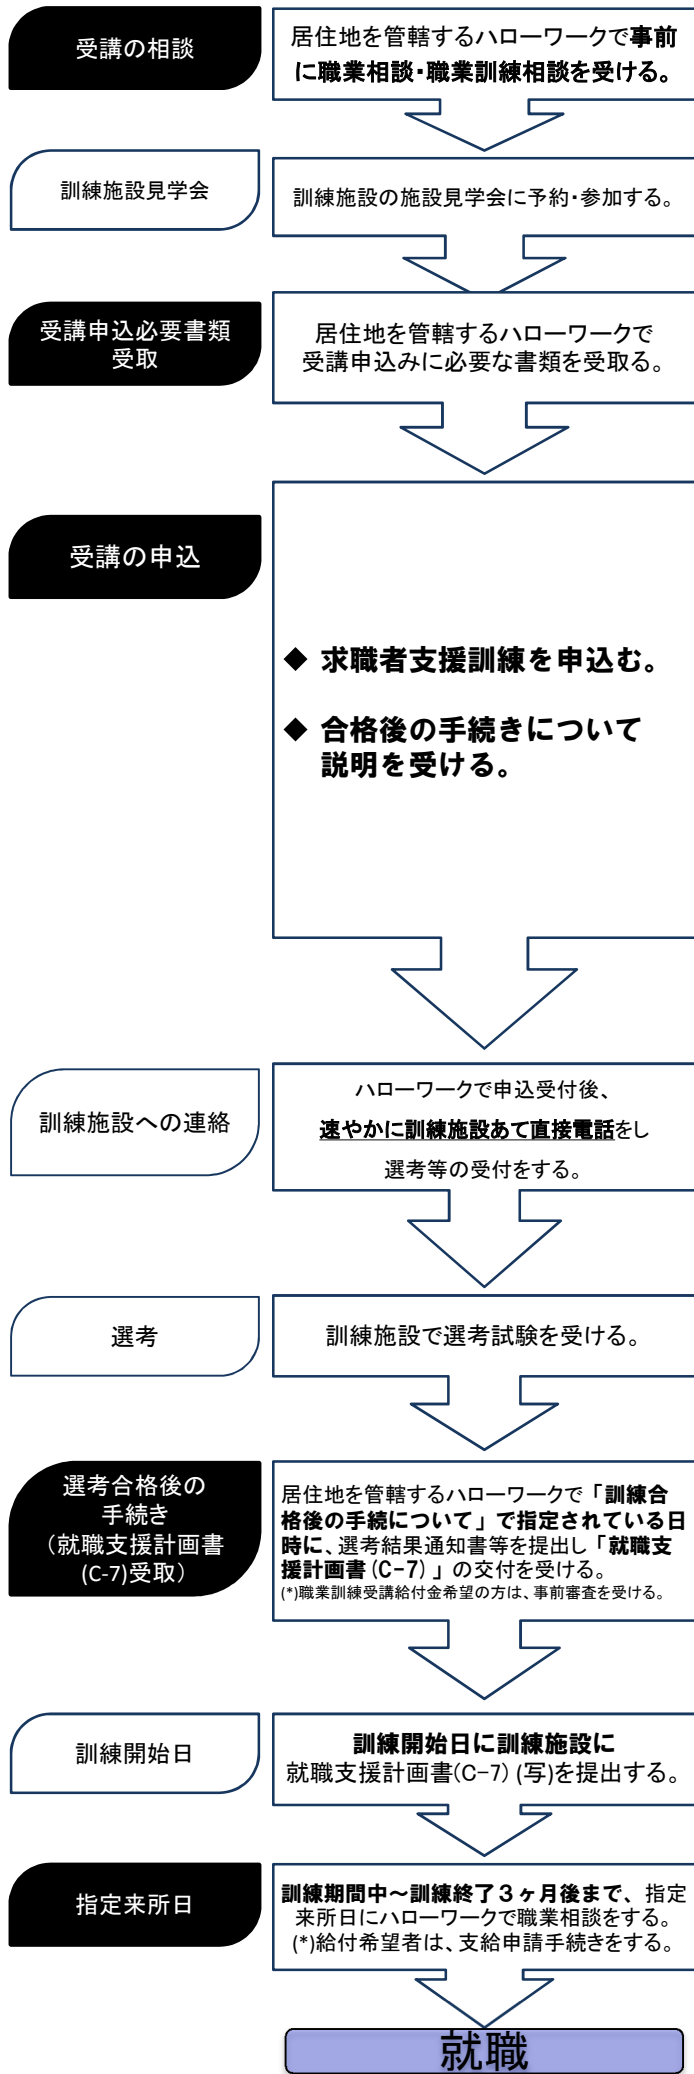 受講の相談
居住地を管轄するハローワークで事前
に職業相談・職業訓練相談を受ける。
訓練施設見学会
訓練施設の施設見学会に予約・参加する。
受講申込必要書類
受取
居住地を管轄するハローワークで
受講申込みに必要な書類を受取る。
受講の申込
◆ 求職者支援訓練を申込む。
◆ 合格後の手続きについて
説明を受ける。
訓練施設への連絡
ハローワークで申込受付後、
速やかに訓練施設あて直接電話をし
選考等の受付をする。
選考
訓練施設で選考試験を受ける。
選考合格後の
手続き
（就職支援計画書
(C-7)受取）
居住地を管轄するハローワークで「訓練合
格後の手続について」で指定されている日
時に、選考結果通知書等を提出し「就職支
援計画書(C-7)」の交付を受ける。
(*)職業訓練受講給付金希望の方は、事前審査を受ける。
訓練開始日
訓練開始日に訓練施設に
就職支援計画書(C-7)(写)を提出する。
指定来所日
訓練期間中～訓練終了３ヶ月後まで、指定
来所日にハローワークで職業相談をする。
(*)給付希望者は、支給申請手続きをする。
就職